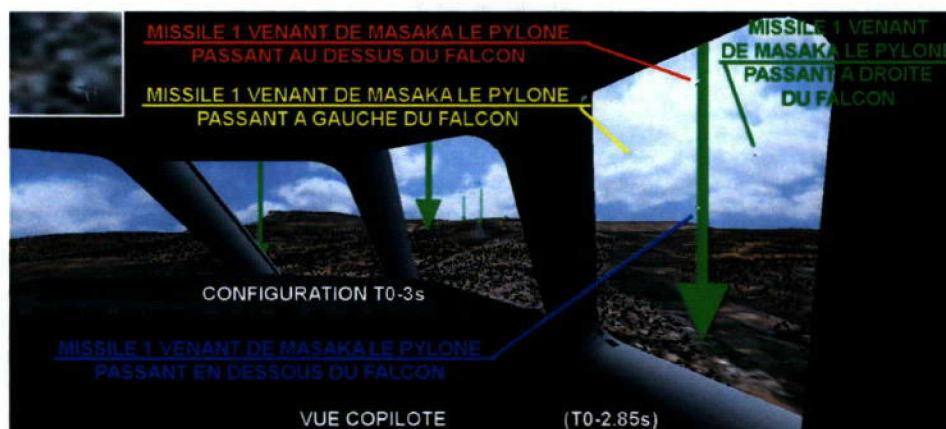 MISSILE 1 VENANT DE MASAKA LE PYLONE
PASSANT AU DESSUS DU FALCON
MISSILE 1 VENANT
DE MASAKA LE PYLONE
PASSANT A DROITE
DU FALCON
MISSILE 1 VENANT DE MASAKA LE PYLONE
PASSANT A GAUCHE DU FALCON
CONFIGURATION T0-3s
MISSILE 1 VENANT DE MASAKA LE PYLONE
PASSANT EN DESSOUS DU FALCON
VUE COPILOTE (T0-2.85s)